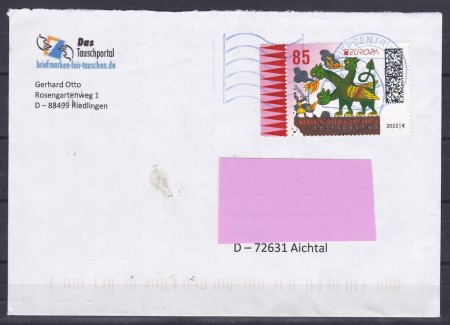 Das
Tauschportal
briefmarken-fair-tauschen.de
Gerhard Otto
Rosengartenweg 1
D – 88499 Riedlingen
85
EUROPA
2022 | €
D – 72631 Aichtal